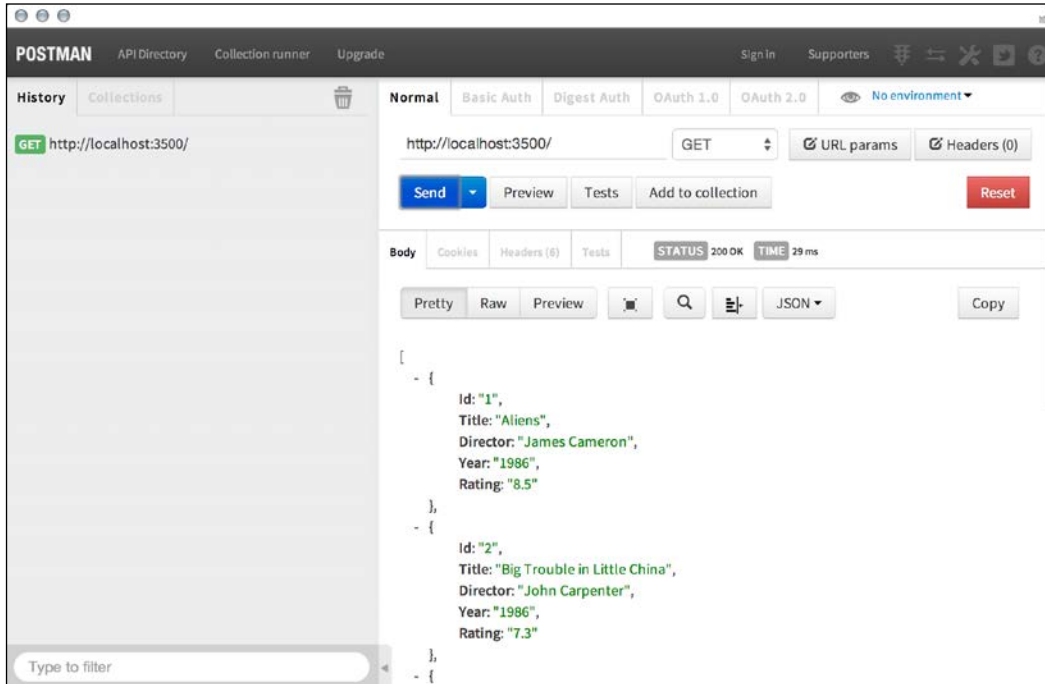 POSTMAN API Directory Collection runner Upgrade Sign in Supporters
History Collections
GET http://localhost:3500/
Type to filter
Normal Basic Auth Digest Auth OAuth 1.0 OAuth 2.0 No environment
http://localhost:3500/ GET URL params Headers (0)
Send Preview Tests Add to collection Reset
Body Cookies Headers (6) Tests STATUS 200 OK TIME 29 ms
Pretty Raw Preview JSON Copy
[
- {
Id: "1",
Title: "Aliens",
Director: "James Cameron",
Year: "1986",
Rating: "8.5"
},
- {
Id: "2",
Title: "Big Trouble in Little China",
Director: "John Carpenter",
Year: "1986",
Rating: "7.3"
},
- {